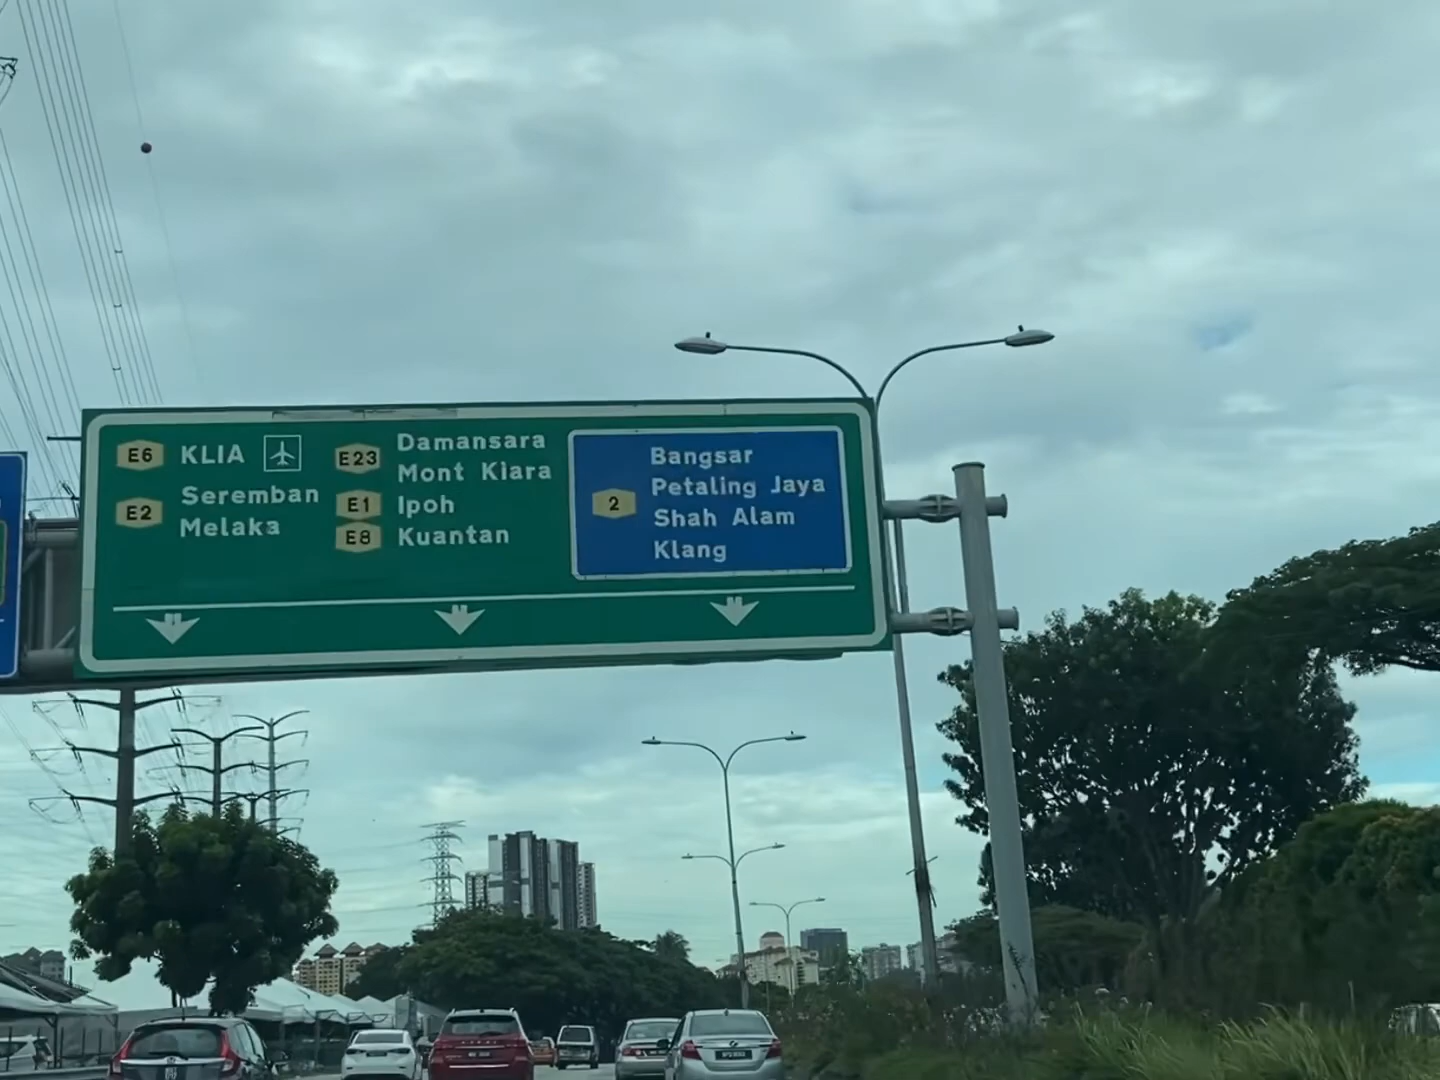 E6 KLIA
E2 Seremban
Melaka
E23 Damansara
Mont Kiara
E1 Ipoh
E8 Kuantan
2
Bangsar
Petaling Jaya
Shah Alam
Klang